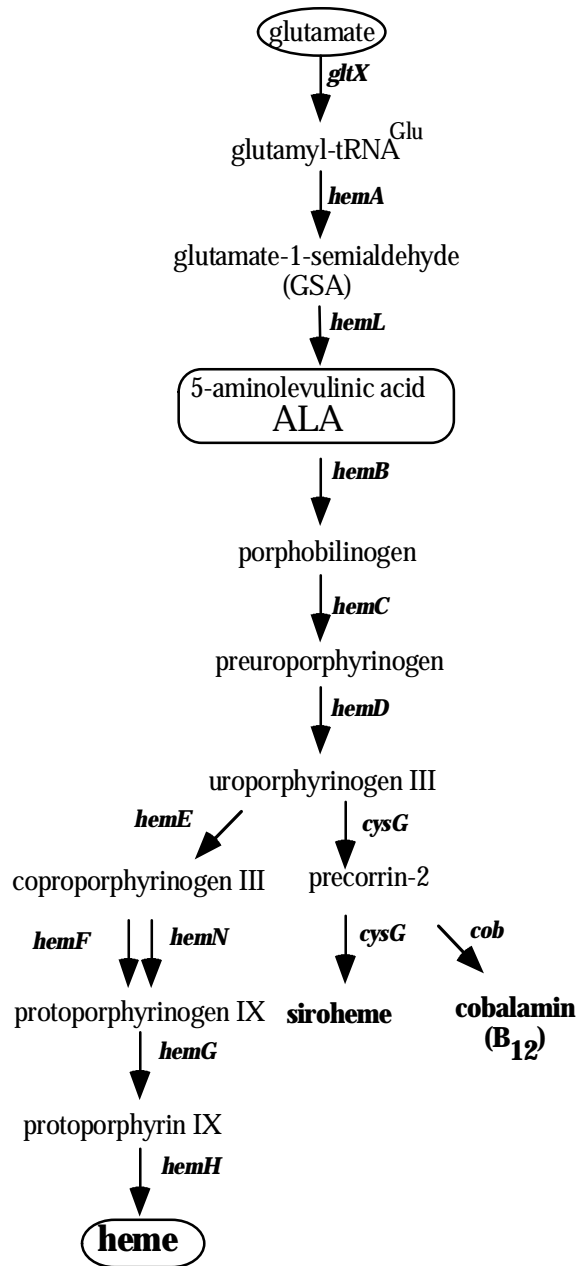 glutamate
gltX
glutamyl-tRNA^Glu
hemA
glutamate-1-semialdehyde
(GSA)
hemL
5-aminolevulinic acid
ALA
hemB
porphobilinogen
hemC
preuroporphyrinogen
hemD
uroporphyrinogen III
hemE
cysG
coproporphyrinogen III
precorrin-2
hemF
hemN
cysG
cob
protoporphyrinogen IX
siroheme
cobalamin
(B12)
hemG
protoporphyrin IX
hemH
heme